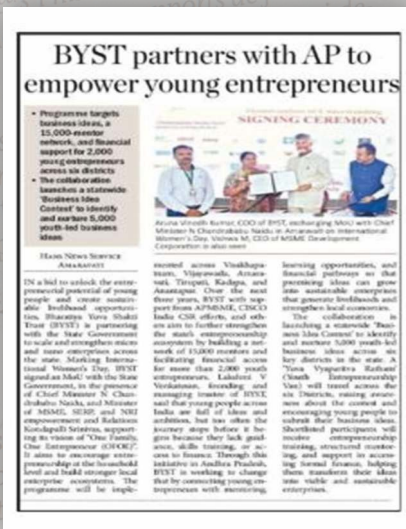 BYST partners with AP to
empower young entrepreneurs
• Programme targets
business ideas, a
15,000-mentor
network, and financial
support for 2,000
young entrepreneurs
across six districts
• The collaboration
launches a statewide
'Business Idea
Contest' to identify
and nurture 5,000
youth-led business
ideas
SIGNING CEREMONY
Aruna Vinodh Kumar, COO of BYST, exchanging MoU with Chief
Minister N Chandrababu Naidu in Amaravati on International
Women's Day. Vishwa M, CEO of MSME Development
Corporation is also seen
HANS NEWS SERVICE
AMARAVATI
IN a bid to unlock the entre-
preneurial potential of young
people and create sustain-
able livelihood opportuni-
ties, Bharatiya Yuva Shakti
Trust (BYST) is partnering
with the State Government
to scale and strengthen micro
and nano enterprises across
the state. Marking Interna-
tional Women's Day, BYST
signed an MoU with the State
Government, in the presence
of Chief Minister N Chan-
drababu Naidu, and Minister
of MSME, SERP, and NRI
empowerment and Relations
Kondapalli Srinivas, support-
ing its vision of "One Family,
One Entrepreneur (OFOE)".
It aims to encourage entre-
preneurship at the household
level and build stronger local
enterprise ecosystems. The
programme will be imple-
mented across Visakhapa-
tnam, Vijayawada, Amara-
vati, Tirupati, Kadapa, and
Anantapur. Over the next
three years, BYST with sup-
port from APMSME, CISCO
India CSR efforts, and oth-
ers aim to further strengthen
the state's entrepreneurship
ecosystem by building a net-
work of 15,000 mentors and
facilitating financial access
for more than 2,000 youth
entrepreneurs. Lakshmi V
Venkatesan, founding and
managing trustee of BYST,
said that young people across
India are full of ideas and
ambition, but too often the
journey stops before it be-
gins because they lack guid-
ance, skills training, or ac-
cess to finance. Through this
initiative in Andhra Pradesh,
BYST is working to change
that by connecting young en-
trepreneurs with mentoring,
learning opportunities, and
financial pathways so that
promising ideas can grow
into sustainable enterprises
that generate livelihoods and
strengthen local economies.
The collaboration is
launching a statewide 'Busi-
ness Idea Contest' to identify
and nurture 5,000 youth-led
business ideas across six
key districts in the state. A
'Yuva Vyaparitva Ratham'
(Youth Entrepreneurship
Van) will travel across the
six Districts, raising aware-
ness about the contest and
encouraging young people to
submit their business ideas.
Shortlisted participants will
receive entrepreneurship
training, structured mentor-
ing, and support in access-
ing formal finance, helping
them transform their ideas
into viable and sustainable
enterprises.